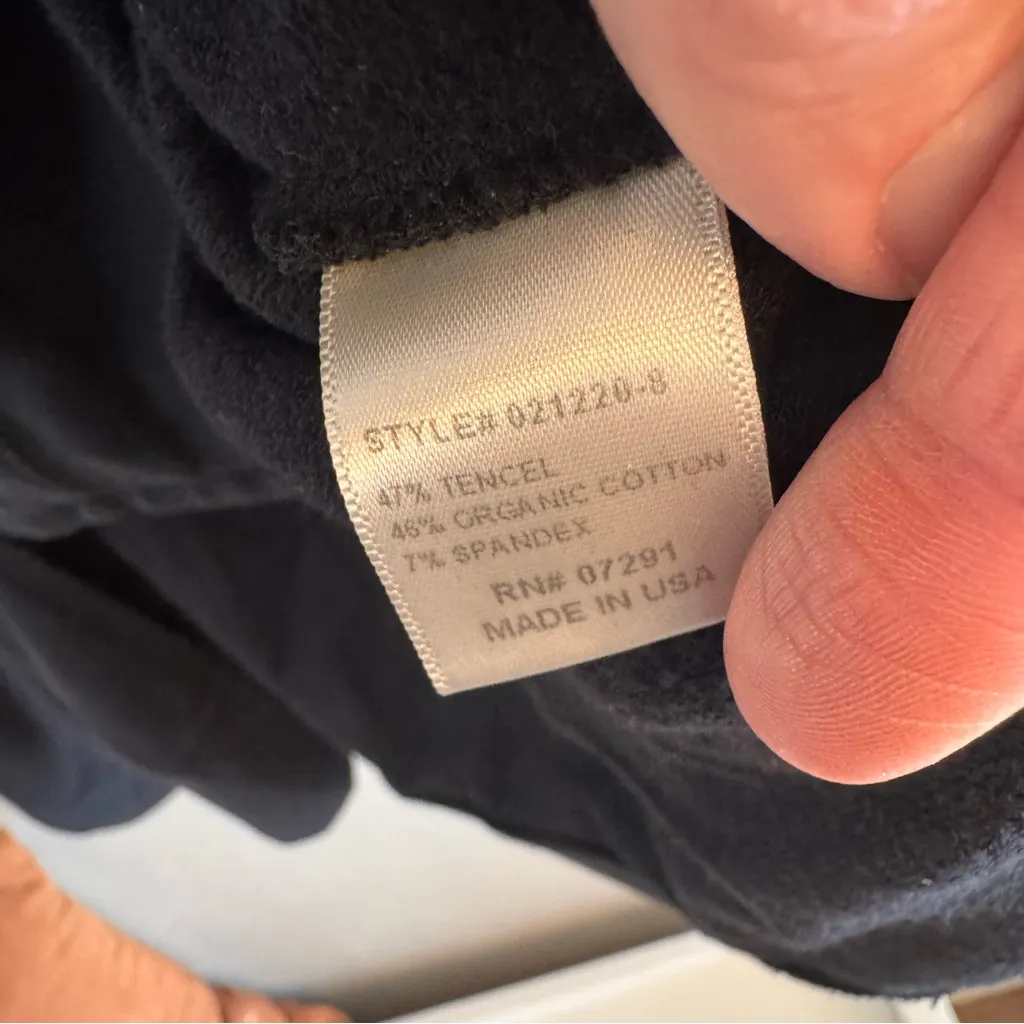 STYLE# 021220-8
47% TENCEL
46% ORGANIC COTTON
7% SPANDEX
RN# 07291
MADE IN USA